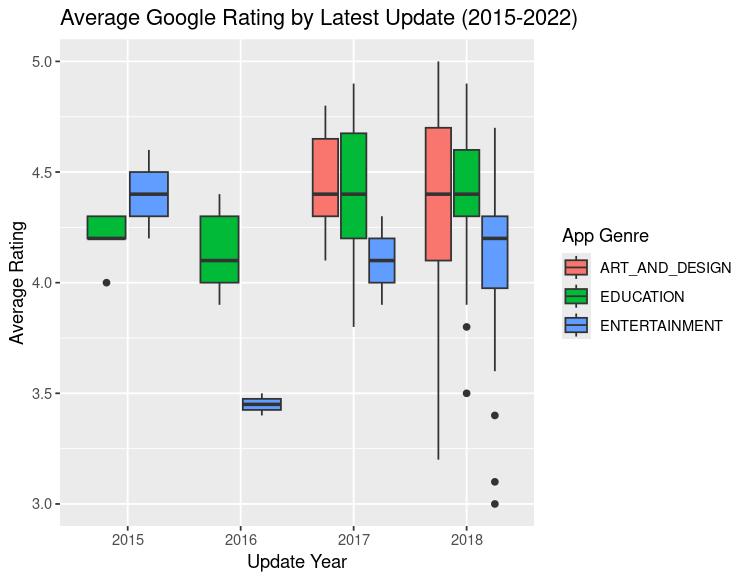 Average Google Rating by Latest Update (2015-2022)
Average Rating
5.0
4.5
4.0
3.5
3.0
2015 2016 2017 2018
Update Year
App Genre
ART_AND_DESIGN
EDUCATION
ENTERTAINMENT